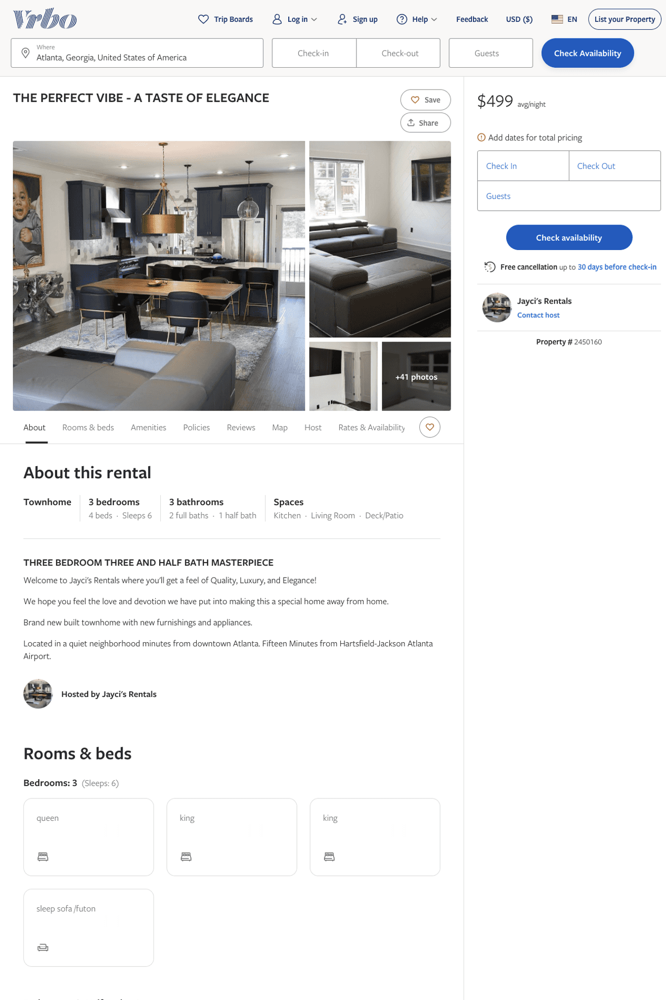 Vrbo
Trip Boards
Log in
Sign up
Help
Feedback
USD ($)
EN
List your Property
Where
Atlanta, Georgia, United States of America
Check-in
Check-out
Guests
Check Availability
THE PERFECT VIBE - A TASTE OF ELEGANCE
Save
Share
+41 photos
$499 avg/night
Add dates for total pricing
Check In
Check Out
Guests
Check availability
Free cancellation up to 30 days before check-in
Jayci's Rentals
Contact host
Property # 2450160
About
Rooms & beds
Amenities
Policies
Reviews
Map
Host
Rates & Availability
About this rental
Townhome
3 bedrooms
4 beds · Sleeps 6
3 bathrooms
2 full baths · 1 half bath
Spaces
Kitchen · Living Room · Deck/Patio
THREE BEDROOM THREE AND HALF BATH MASTERPIECE
Welcome to Jayci's Rentals where you'll get a feel of Quality, Luxury, and Elegance!
We hope you feel the love and devotion we have put into making this a special home away from home.
Brand new built townhome with new furnishings and appliances.
Located in a quiet neighborhood minutes from downtown Atlanta. Fifteen Minutes from Hartsfield-Jackson Atlanta
Airport.
Hosted by Jayci's Rentals
Rooms & beds
Bedrooms: 3 (Sleeps: 6)
queen
king
king
sleep sofa /futon